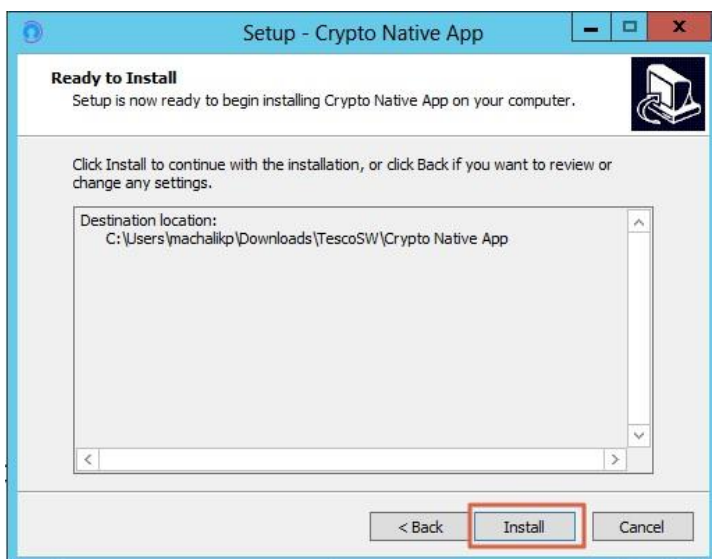 Setup - Crypto Native App
Ready to Install
Setup is now ready to begin installing Crypto Native App on your computer.
Click Install to continue with the installation, or click Back if you want to review or
change any settings.
Destination location:
C:\Users\machalikp\Downloads\TescoSW\Crypto Native App
< Back
Install
Cancel